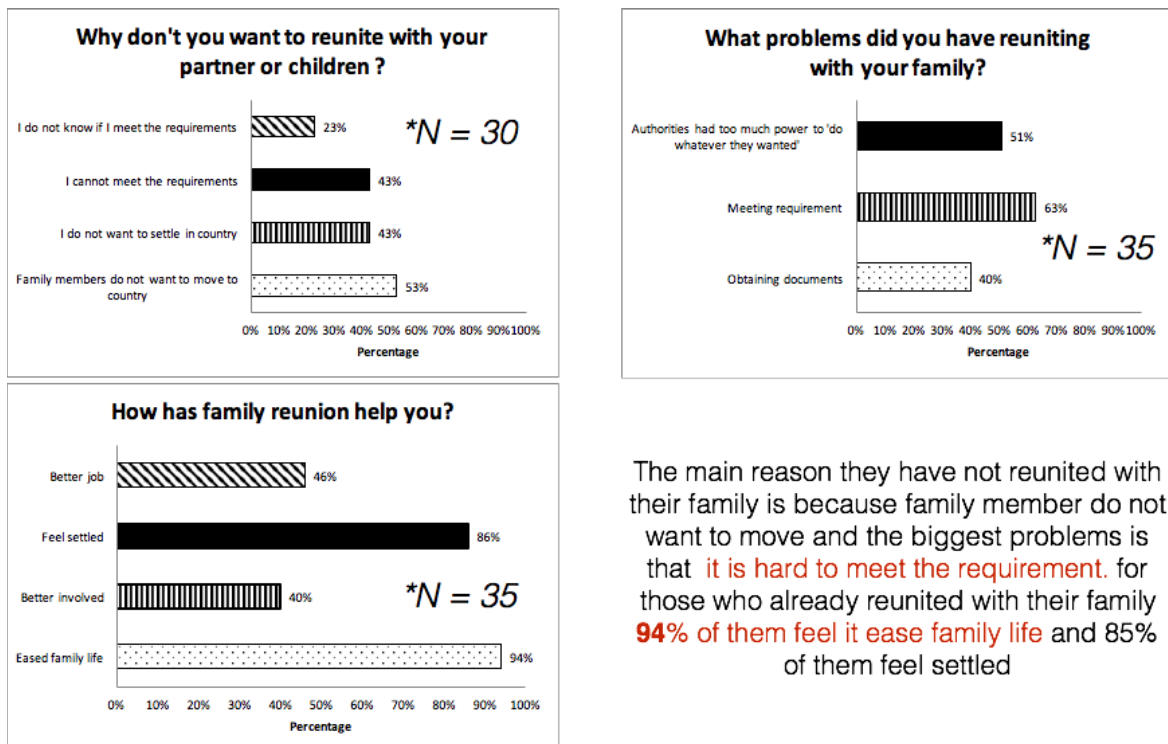 Why don't you want to reunite with your
partner or children ?
I do not know if I meet the requirements
23%
*N = 30
I cannot meet the requirements
43%
I do not want to settle in country
43%
Family members do not want to move to
country
53%
0% 10% 20% 30% 40% 50% 60% 70% 80% 90%100%
Percentage
What problems did you have reuniting
with your family?
Authorities had too much power to 'do
whatever they wanted'
51%
Meeting requirement
63%
*N = 35
Obtaining documents
40%
0% 10% 20% 30% 40% 50% 60% 70% 80% 90%100%
Percentage
How has family reunion help you?
Better job
46%
Feel settled
86%
Better involved
40%
*N = 35
Eased family life
94%
0% 10% 20% 30% 40% 50% 60% 70% 80% 90% 100%
Percentage
The main reason they have not reunited with
their family is because family member do not
want to move and the biggest problems is
that it is hard to meet the requirement. for
those who already reunited with their family
94% of them feel it ease family life and 85%
of them feel settled